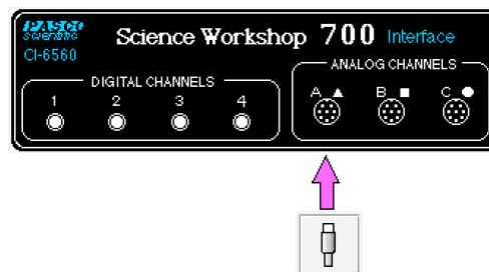 PASCO
scientific
CI-6560
Science Workshop 700 Interface
DIGITAL CHANNELS
1 2 3 4
ANALOG CHANNELS
A B C